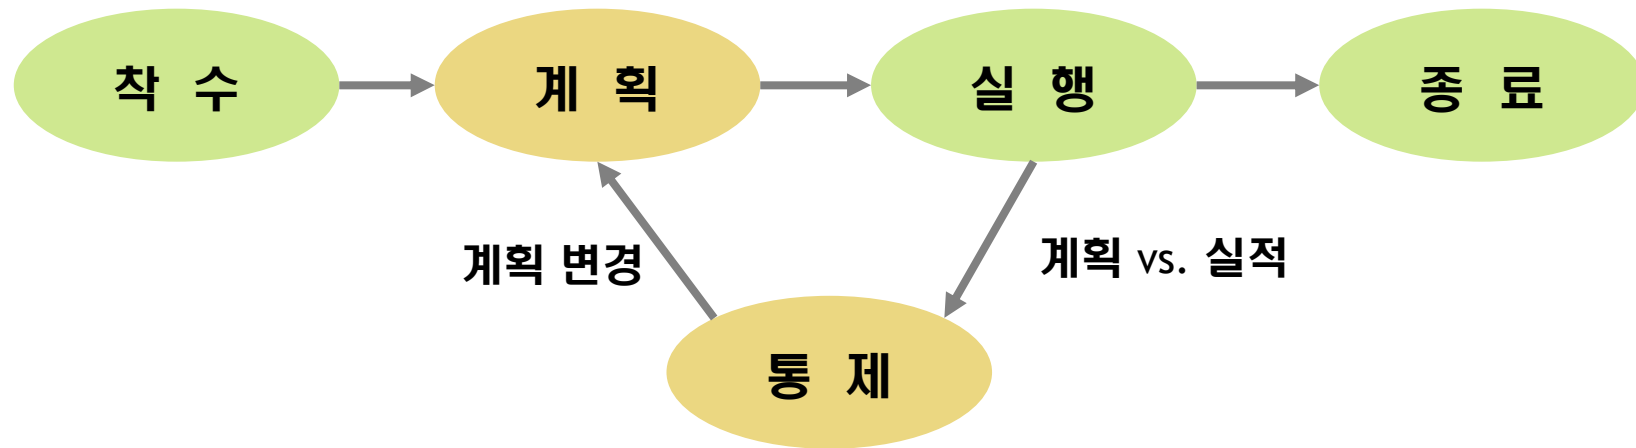 착 수
계 획
실 행
종 료
계획 변경
계획 vs. 실적
통 제